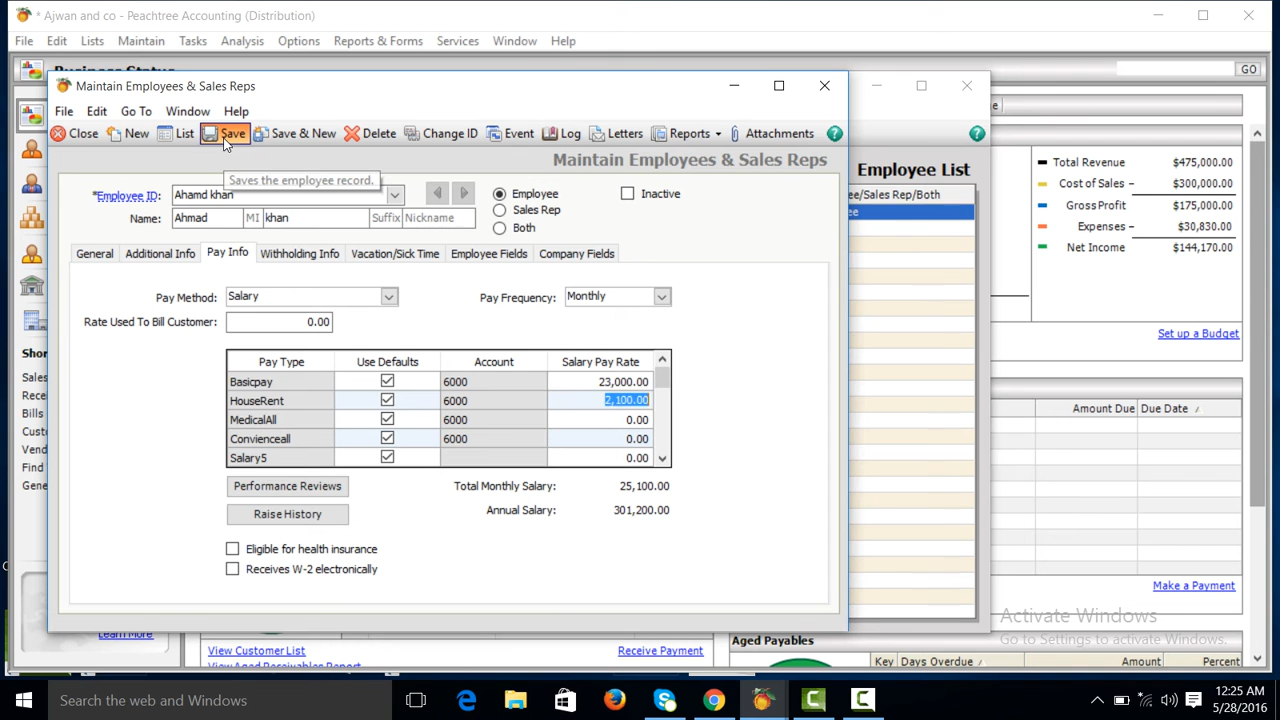 * Ajwan and co - Peachtree Accounting (Distribution)
File Edit Lists Maintain Tasks Analysis Options Reports & Forms Services Window Help
GO
Maintain Employees & Sales Reps
File Edit Go To Window Help
Close New List Save Save & New Delete Change ID Event Log Letters Reports Attachments
Maintain Employees & Sales Reps
Employee List
Saves the employee record.
*Employee ID: Ahamd khan
Employee Inactive
ee/Sales Rep/Both
Name: Ahmad MI khan Suffix Nickname
Sales Rep
Both
General Additional Info Pay Info Withholding Info Vacation/Sick Time Employee Fields Company Fields
Pay Method: Salary Pay Frequency: Monthly
Rate Used To Bill Customer: 0.00
Pay Type Use Defaults Account Salary Pay Rate
Basicpay 6000 23,000.00
HouseRent 6000 2,100.00
MedicalAll 6000 0.00
Convienceall 6000 0.00
Salary5 0.00
Performance Reviews Total Monthly Salary: 25,100.00
Raise History Annual Salary: 301,200.00
Eligible for health insurance
Receives W-2 electronically
Total Revenue $475,000.00
Cost of Sales $300,000.00
Gross Profit $175,000.00
Expenses $30,830.00
Net Income $144,170.00
Set up a Budget
Amount Due Due Date
Make a Payment
Activate Windows
Go to Settings to activate Windows.
Learn More
View Customer List Receive Payment
View Aged Receivables Report
Aged Payables
Key Days Overdue Amount Percent
Search the web and Windows
12:25 AM
5/28/2016